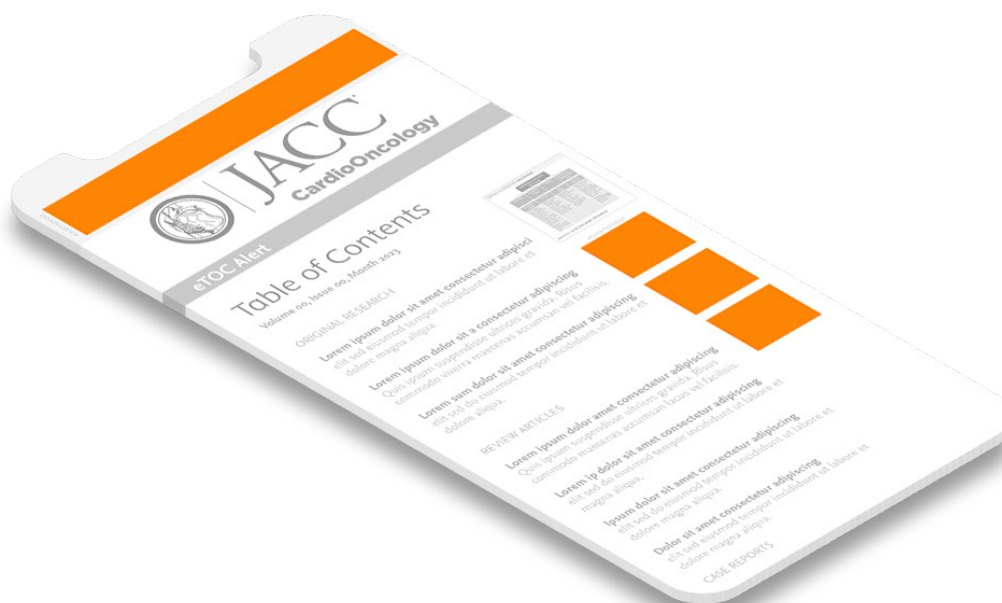 JACC
CardioOncology
eTOC Alert
Table of Contents
Volume 00, Issue 00, Month 2023
ORIGINAL RESEARCH
Lorem ipsum dolor sit amet consectetur adipisci
elit sed eiusmod tempor incididunt ut labore et
dolore magna aliqua.
Lorem ipsum dolor sit a consectetur adipiscing
Quis ipsum suspendisse ultrices gravida. Risus
commodo viverra maecenas accumsan vel facilisis.
Lorem sum dolor sit amet consectetur adipiscing
elit sed do eiusmod tempor incididunt ut labore et
dolore aliqua.
REVIEW ARTICLES
Lorem ipsum dolor amet consectetur adipiscing
Quis ipsum suspendisse ultrices gravida. Risus
commodo maecenas accumsan lacus vel facilisis.
Lorem ip dolor sit amet consectetur adipiscing
elit sed do eiusmod tempor incididunt ut labore et
magna aliqua.
Ipsum dolor sit amet consectetur adipiscing
elit sed do eiusmod tempor incididunt ut labore et
dolore magna aliqua.
Dolor sit amet consectetur adipiscing
elit sed do eiusmod tempor incididunt ut labore et
dolore magna aliqua.
CASE REPORTS